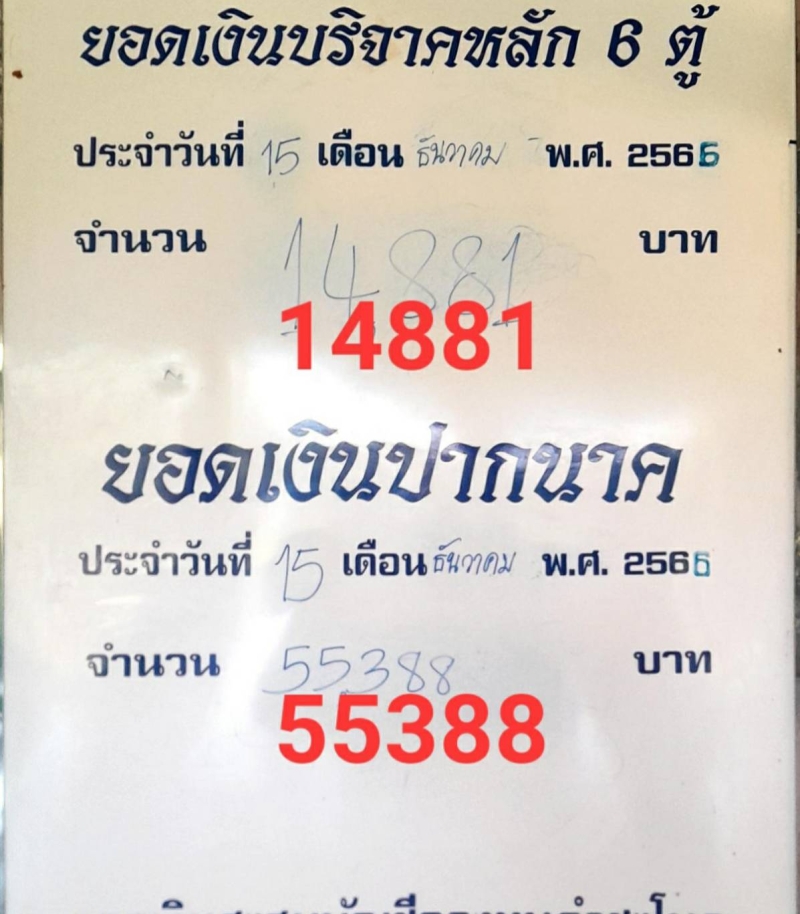 ยอดเงินบริจาคหลัก 6 ตู้
ประจำวันที่ 15 เดือน ธันวาคม พ.ศ. 2566
จำนวน 14881 บาท
14881
ยอดเงินปากนาค
ประจำวันที่ 15 เดือน ธันวาคม พ.ศ. 2566
จำนวน 55388 บาท
55388